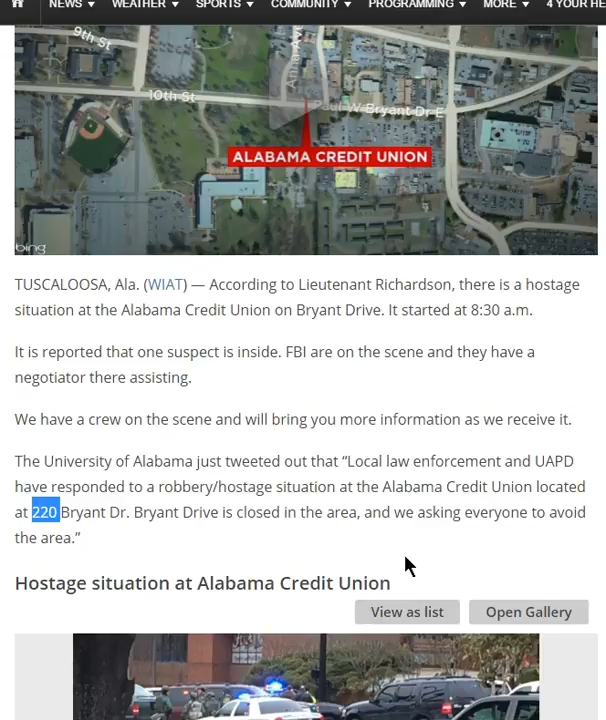 NEWS WEATHER SPORTS COMMUNITY PROGRAMMING MORE 4 YOUR HE
9th St
10th St
Paul W Bryant Dr E
ALABAMA CREDIT UNION
bing
TUSCALOOSA, Ala. (WIAT) — According to Lieutenant Richardson, there is a hostage
situation at the Alabama Credit Union on Bryant Drive. It started at 8:30 a.m.
It is reported that one suspect is inside. FBI are on the scene and they have a
negotiator there assisting.
We have a crew on the scene and will bring you more information as we receive it.
The University of Alabama just tweeted out that “Local law enforcement and UAPD
have responded to a robbery/hostage situation at the Alabama Credit Union located
at 220 Bryant Dr. Bryant Drive is closed in the area, and we asking everyone to avoid
the area.”
Hostage situation at Alabama Credit Union
View as list Open Gallery